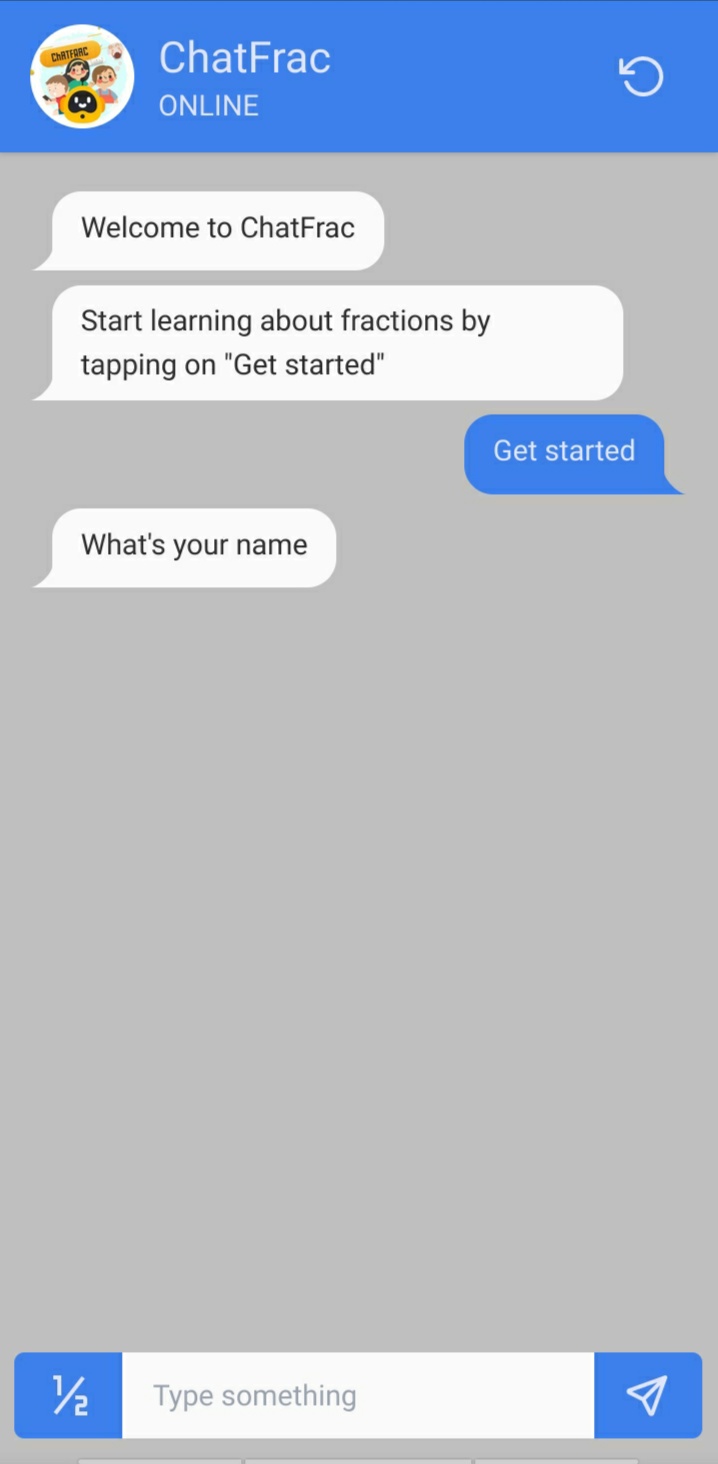 CHATFRAC
ChatFrac
ONLINE
Welcome to ChatFrac
Start learning about fractions by
tapping on "Get started"
Get started
What's your name
1/2
Type something